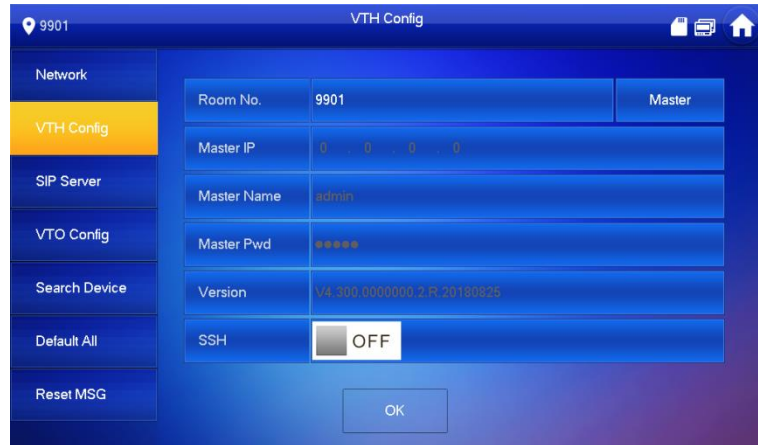 9901
VTH Config
Network
VTH Config
SIP Server
VTO Config
Search Device
Default All
Reset MSG
Room No. 9901 Master
Master IP 0 . 0 . 0 . 0
Master Name admin
Master Pwd ●●●●●
Version V4.300.0000000.2.R.20180825
SSH OFF
OK